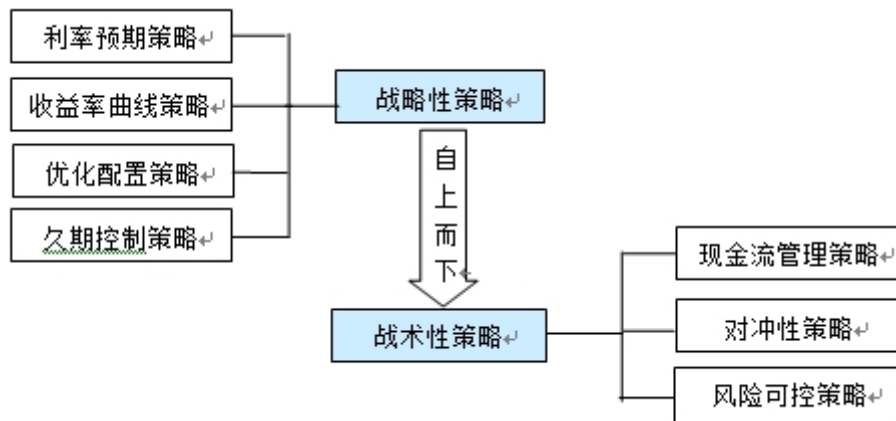 利率预期策略
收益率曲线策略
优化配置策略
久期控制策略
战略性策略
自上而下
战术性策略
现金流管理策略
对冲性策略
风险可控策略